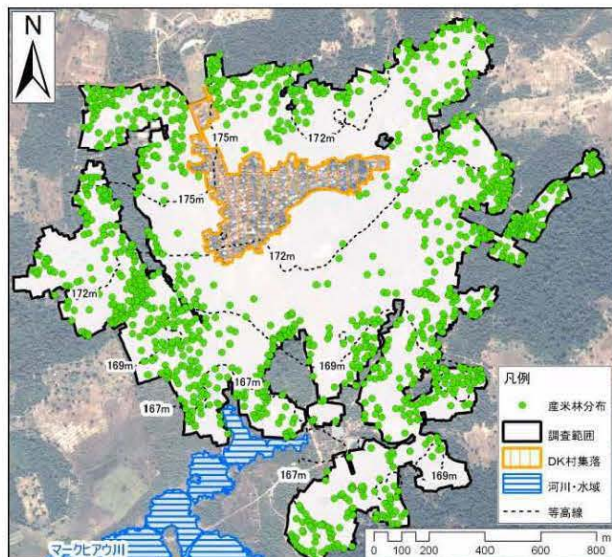 N
175m
172m
175m
172m
172m
169m
167m
169m
167m
167m
169m
マークヒアウ川
凡例
産米林分布
調査範囲
DK村集落
河川・水域
等高線
0 100 200 400 600 800 m